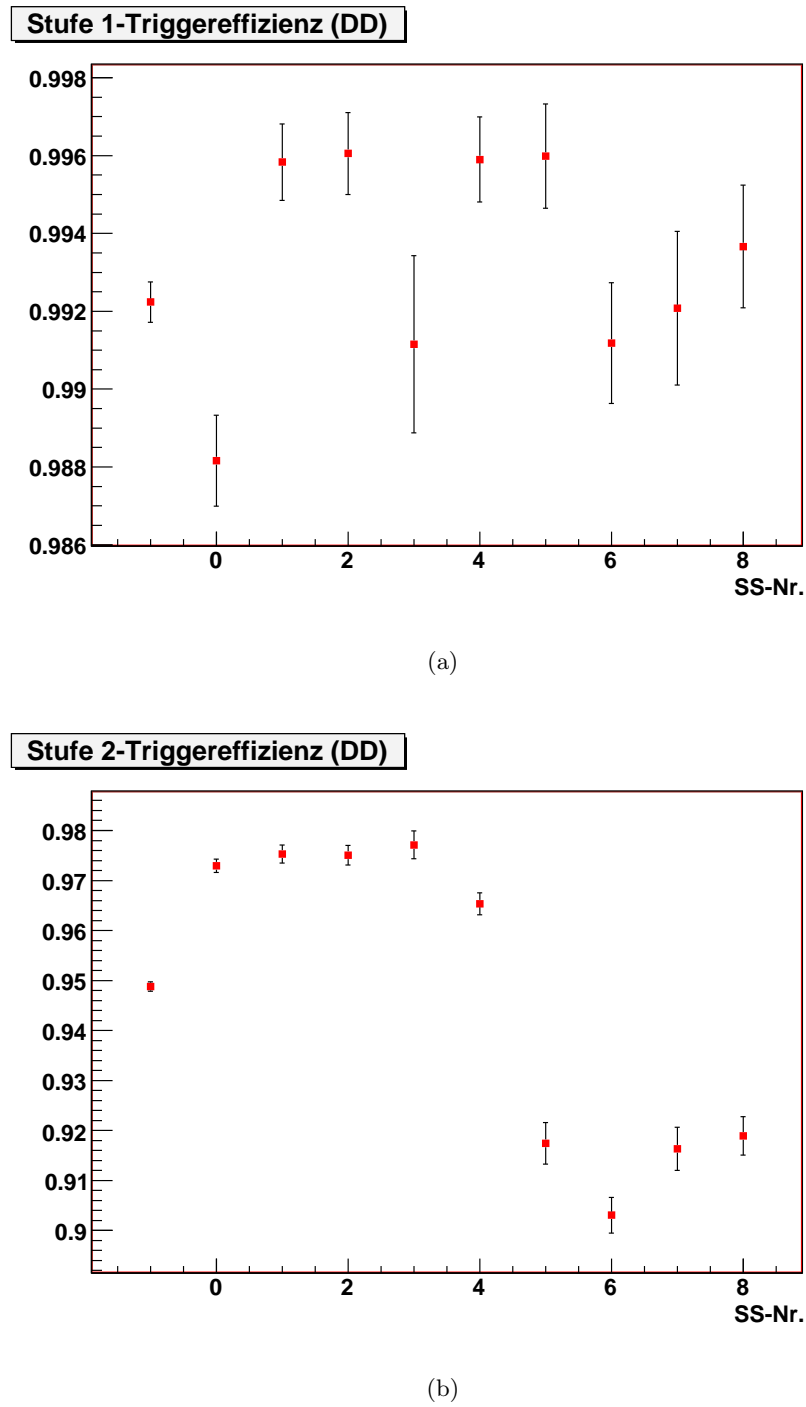 Stufe 1-Triggereffizienz (DD)
0.998
0.996
0.994
0.992
0.99
0.988
0.986
0 2 4 6 8
SS-Nr.
(a)
Stufe 2-Triggereffizienz (DD)
0.98
0.97
0.96
0.95
0.94
0.93
0.92
0.91
0.9
0 2 4 6 8
SS-Nr.
(b)